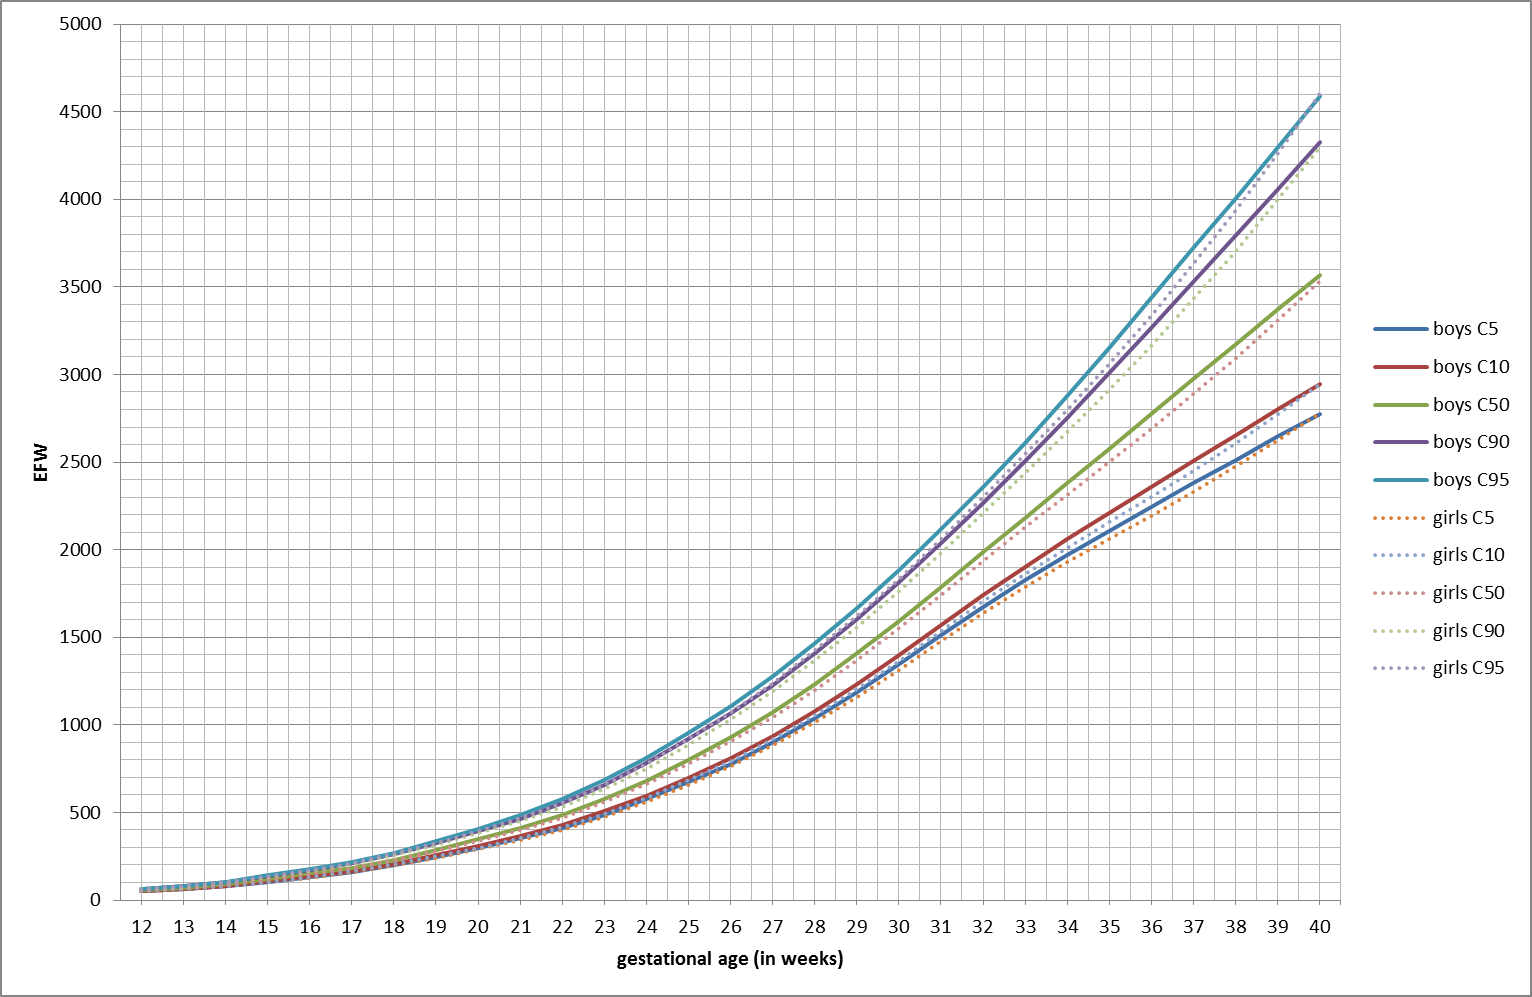 5000
4500
4000
3500
3000
2500
2000
1500
1000
500
0
EFW
12 13 14 15 16 17 18 19 20 21 22 23 24 25 26 27 28 29 30 31 32 33 34 35 36 37 38 39 40
gestational age (in weeks)
boys C5
boys C10
boys C50
boys C90
boys C95
girls C5
girls C10
girls C50
girls C90
girls C95